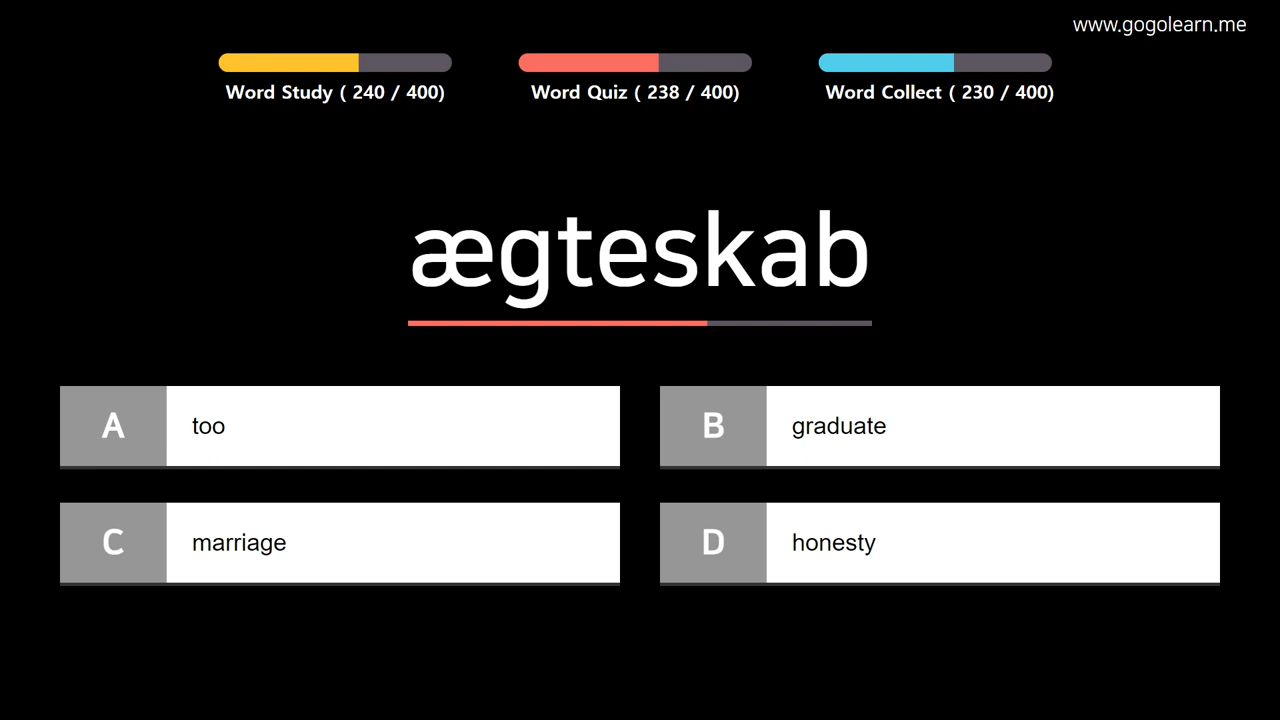 www.gogolearn.me
Word Study ( 240 / 400)
Word Quiz ( 238 / 400)
Word Collect ( 230 / 400)
ægteskab
A too
B graduate
C marriage
D honesty